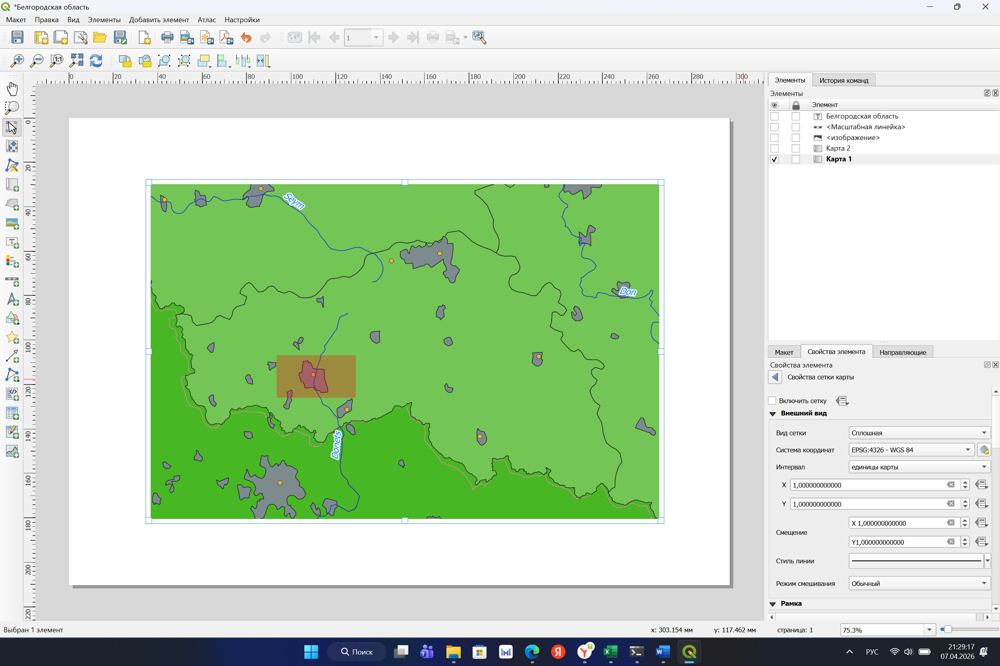 *Белгородская область
Макет Правка Вид Элементы Добавить элемент Атлас Настройки
1
1:1
0 20 40 60 80 100 120 140 160 180 200 220 240 260 280 300
0
20
40
60
80
100
120
140
160
180
200
220
Seym
Don
Donets
Элементы История команд
Элементы
Элемент
Белгородская область
<Масштабная линейка>
<изображение>
Карта 2
Карта 1
Макет Свойства элемента Направляющие
Свойства элемента
Свойства сетки карты
Включить сетку
Внешний вид
Вид сетки Сплошная
Система координат EPSG:4326 - WGS 84
Интервал единицы карты
X 1,000000000000
Y 1,000000000000
X 1,000000000000
Смещение
Y1,000000000000
Стиль линии
Режим смешивания Обычный
Рамка
Выбран 1 элемент x: 303.154 мм y: 117.462 мм страница: 1 75.3%
Поиск
РУС
21:29:17
07.04.2026